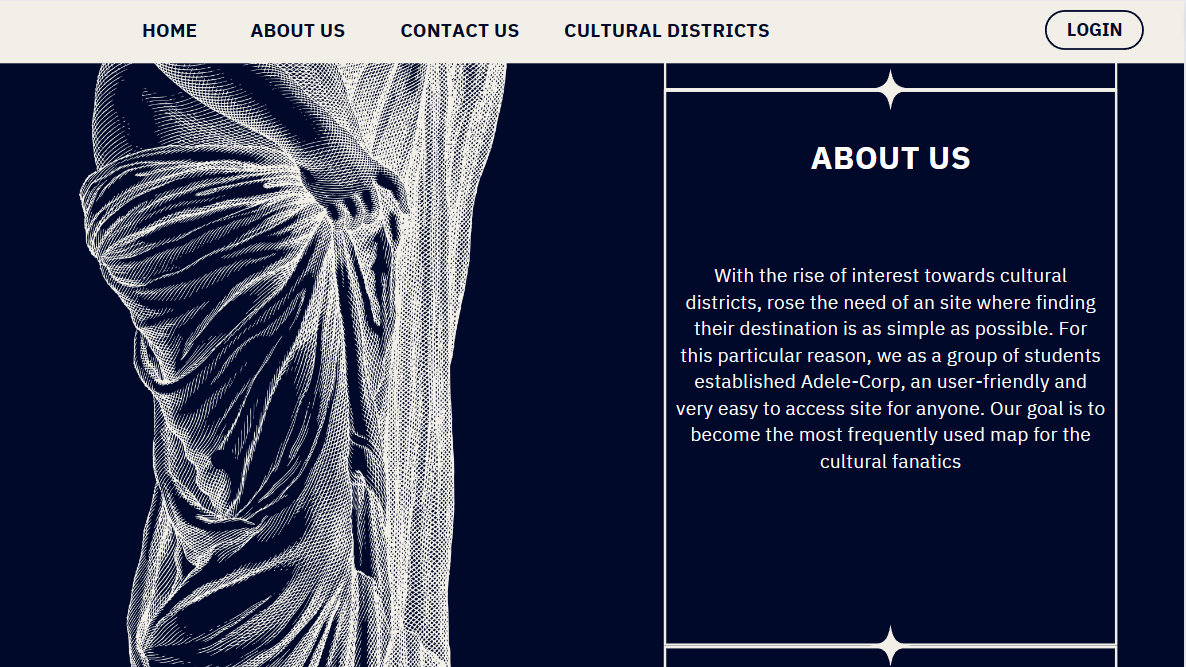 HOME ABOUT US CONTACT US CULTURAL DISTRICTS LOGIN
ABOUT US
With the rise of interest towards cultural
districts, rose the need of an site where finding
their destination is as simple as possible. For
this particular reason, we as a group of students
established Adele-Corp, an user-friendly and
very easy to access site for anyone. Our goal is to
become the most frequently used map for the
cultural fanatics